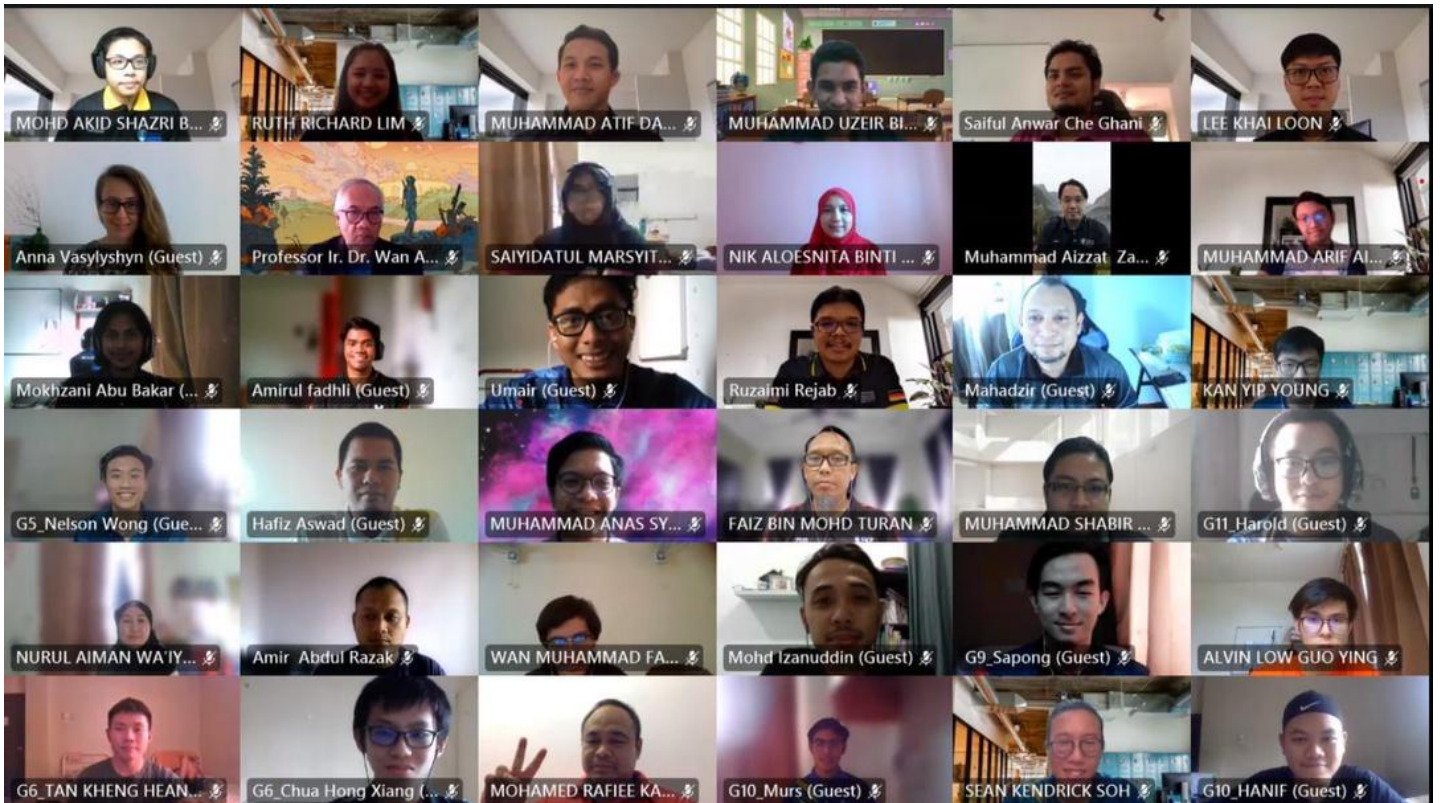 MOHD AKID SHAZRI B...
RUTH RICHARD LIM
MUHAMMAD ATIF DA...
MUHAMMAD UZEIR BI...
Saiful Anwar Che Ghani
LEE KHAI LOON
Anna Vasylyshyn (Guest)
Professor Ir. Dr. Wan A...
SAIYIDATUL MARSYIT...
NIK ALOESNITA BINTI ...
Muhammad Aizzat Za...
MUHAMMAD ARIF AI...
Mokhzani Abu Bakar (...
Amirul fadhli (Guest)
Umair (Guest)
Ruzaimi Rejab
Mahadzir (Guest)
KAN YIP YOUNG
G5_Nelson Wong (Gue...
Hafiz Aswad (Guest)
MUHAMMAD ANAS SY...
FAIZ BIN MOHD TURAN
MUHAMMAD SHABIR ...
G11_Harold (Guest)
NURUL AIMAN WA'IY...
Amir Abdul Razak
WAN MUHAMMAD FA...
Mohd Izanuddin (Guest)
G9_Sapong (Guest)
ALVIN LOW GUO YING
G6_TAN KHENG HEAN...
G6_Chua Hong Xiang (...
MOHAMED RAFIEE KA...
G10_Murs (Guest)
SEAN KENDRICK SOH
G10_HANIF (Guest)